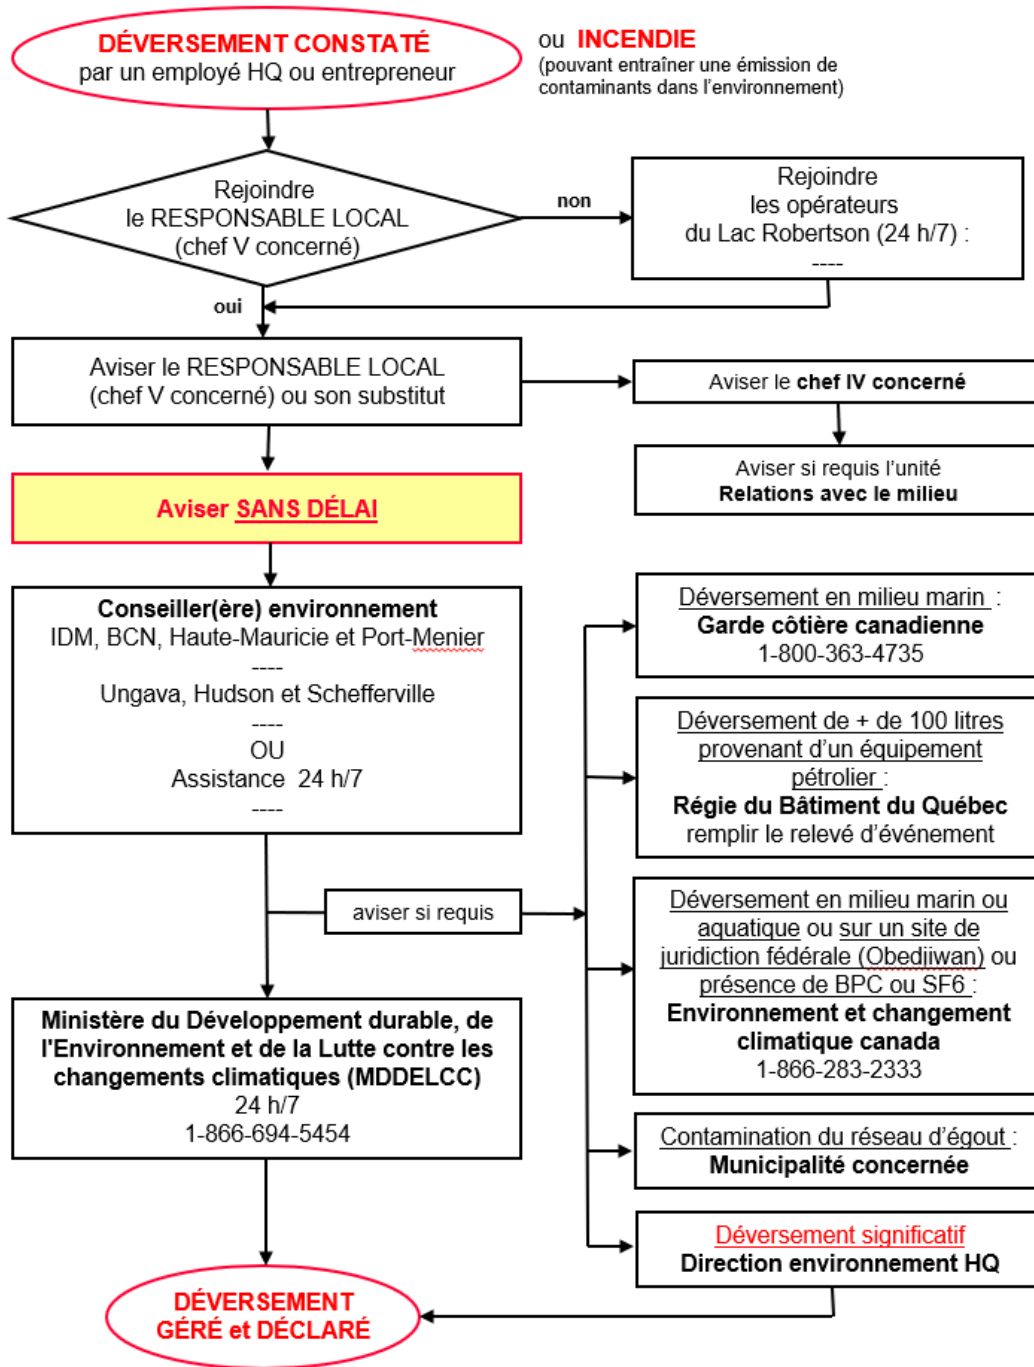 DÉVERSEMENT CONSTATÉ
par un employé HQ ou entrepreneur
ou INCENDIE
(pouvant entraîner une émission de
contaminants dans l'environnement)
Rejoindre
le RESPONSABLE LOCAL
(chef V concerné)
non
Rejoindre
les opérateurs
du Lac Robertson (24 h/7) :
----
oui
Aviser le RESPONSABLE LOCAL
(chef V concerné) ou son substitut
Aviser le chef IV concerné
Aviser si requis l'unité
Relations avec le milieu
Aviser SANS DÉLAI
Conseiller(ère) environnement
IDM, BCN, Haute-Mauricie et Port-Menier
----
Ungava, Hudson et Schefferville
----
OU
Assistance 24 h/7
----
Déversement en milieu marin :
Garde côtière canadienne
1-800-363-4735
Déversement de + de 100 litres
provenant d'un équipement
pétrolier :
Régie du Bâtiment du Québec
remplir le relevé d'événement
aviser si requis
Déversement en milieu marin ou
aquatique ou sur un site de
juridiction fédérale (Obedjiwan) ou
présence de BPC ou SF6 :
Environnement et changement
climatique canada
1-866-283-2333
Ministère du Développement durable, de
l'Environnement et de la Lutte contre les
changements climatiques (MDDELCC)
24 h/7
1-866-694-5454
Contamination du réseau d'égout :
Municipalité concernée
Déversement significatif
Direction environnement HQ
DÉVERSEMENT
GÉRÉ et DÉCLARÉ